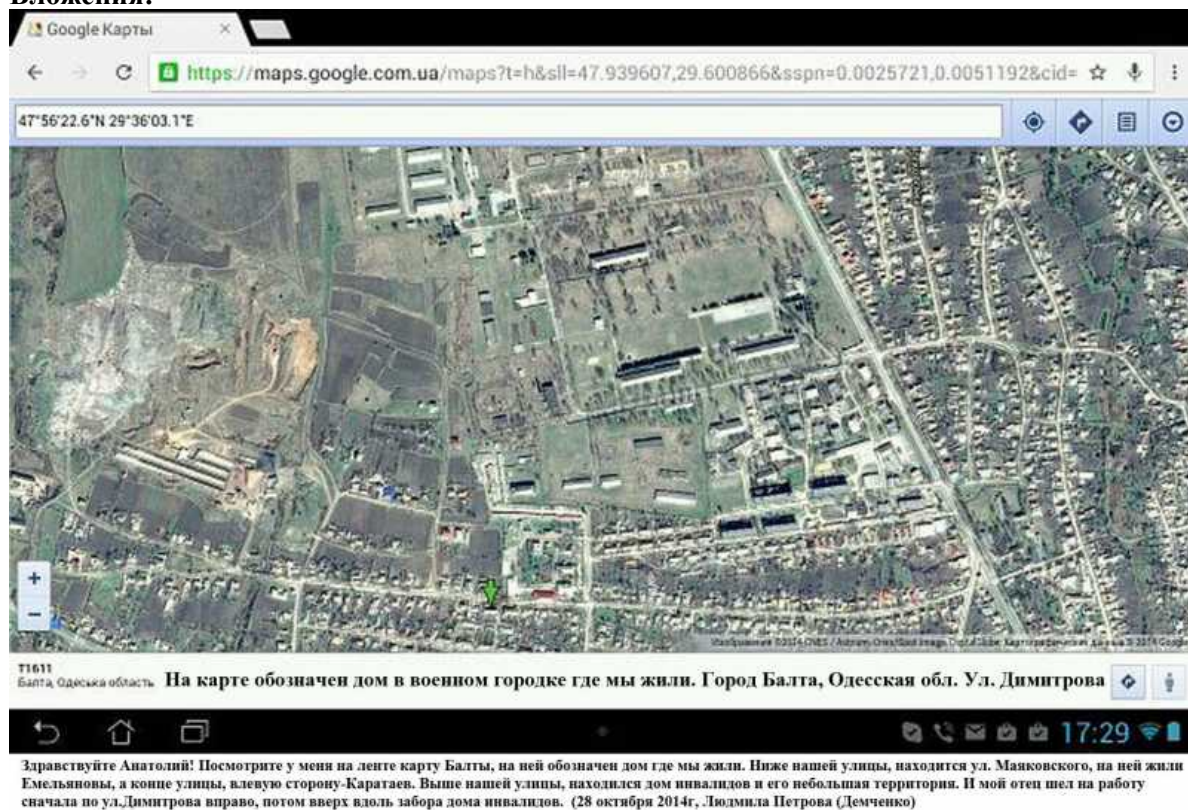 Вложения:
Google Карты
https://maps.google.com.ua/maps?t=h&sll=47.939607,29.600866&sspn=0.0025721,0.0051192&cid=
47°56'22.6"N 29°36'03.1"E
T1611
Балта, Одеська область
На карте обозначен дом в военном городке где мы жили. Город Балта, Одесская обл. Ул. Димитрова
17:29
Здравствуйте Анатолий! Посмотрите у меня на ленте карту Балты, на ней обозначен дом где мы жили. Ниже нашей улицы, находится ул. Маяковского, на ней жили
Емельяновы, а конце улицы, влевую сторону-Каратаев. Выше нашей улицы, находился дом инвалидов и его небольшая территория. И мой отец шел на работу
сначала по ул.Димитрова вправо, потом вверх вдоль забора дома инвалидов. (28 октября 2014г, Людмила Петрова (Демченко)